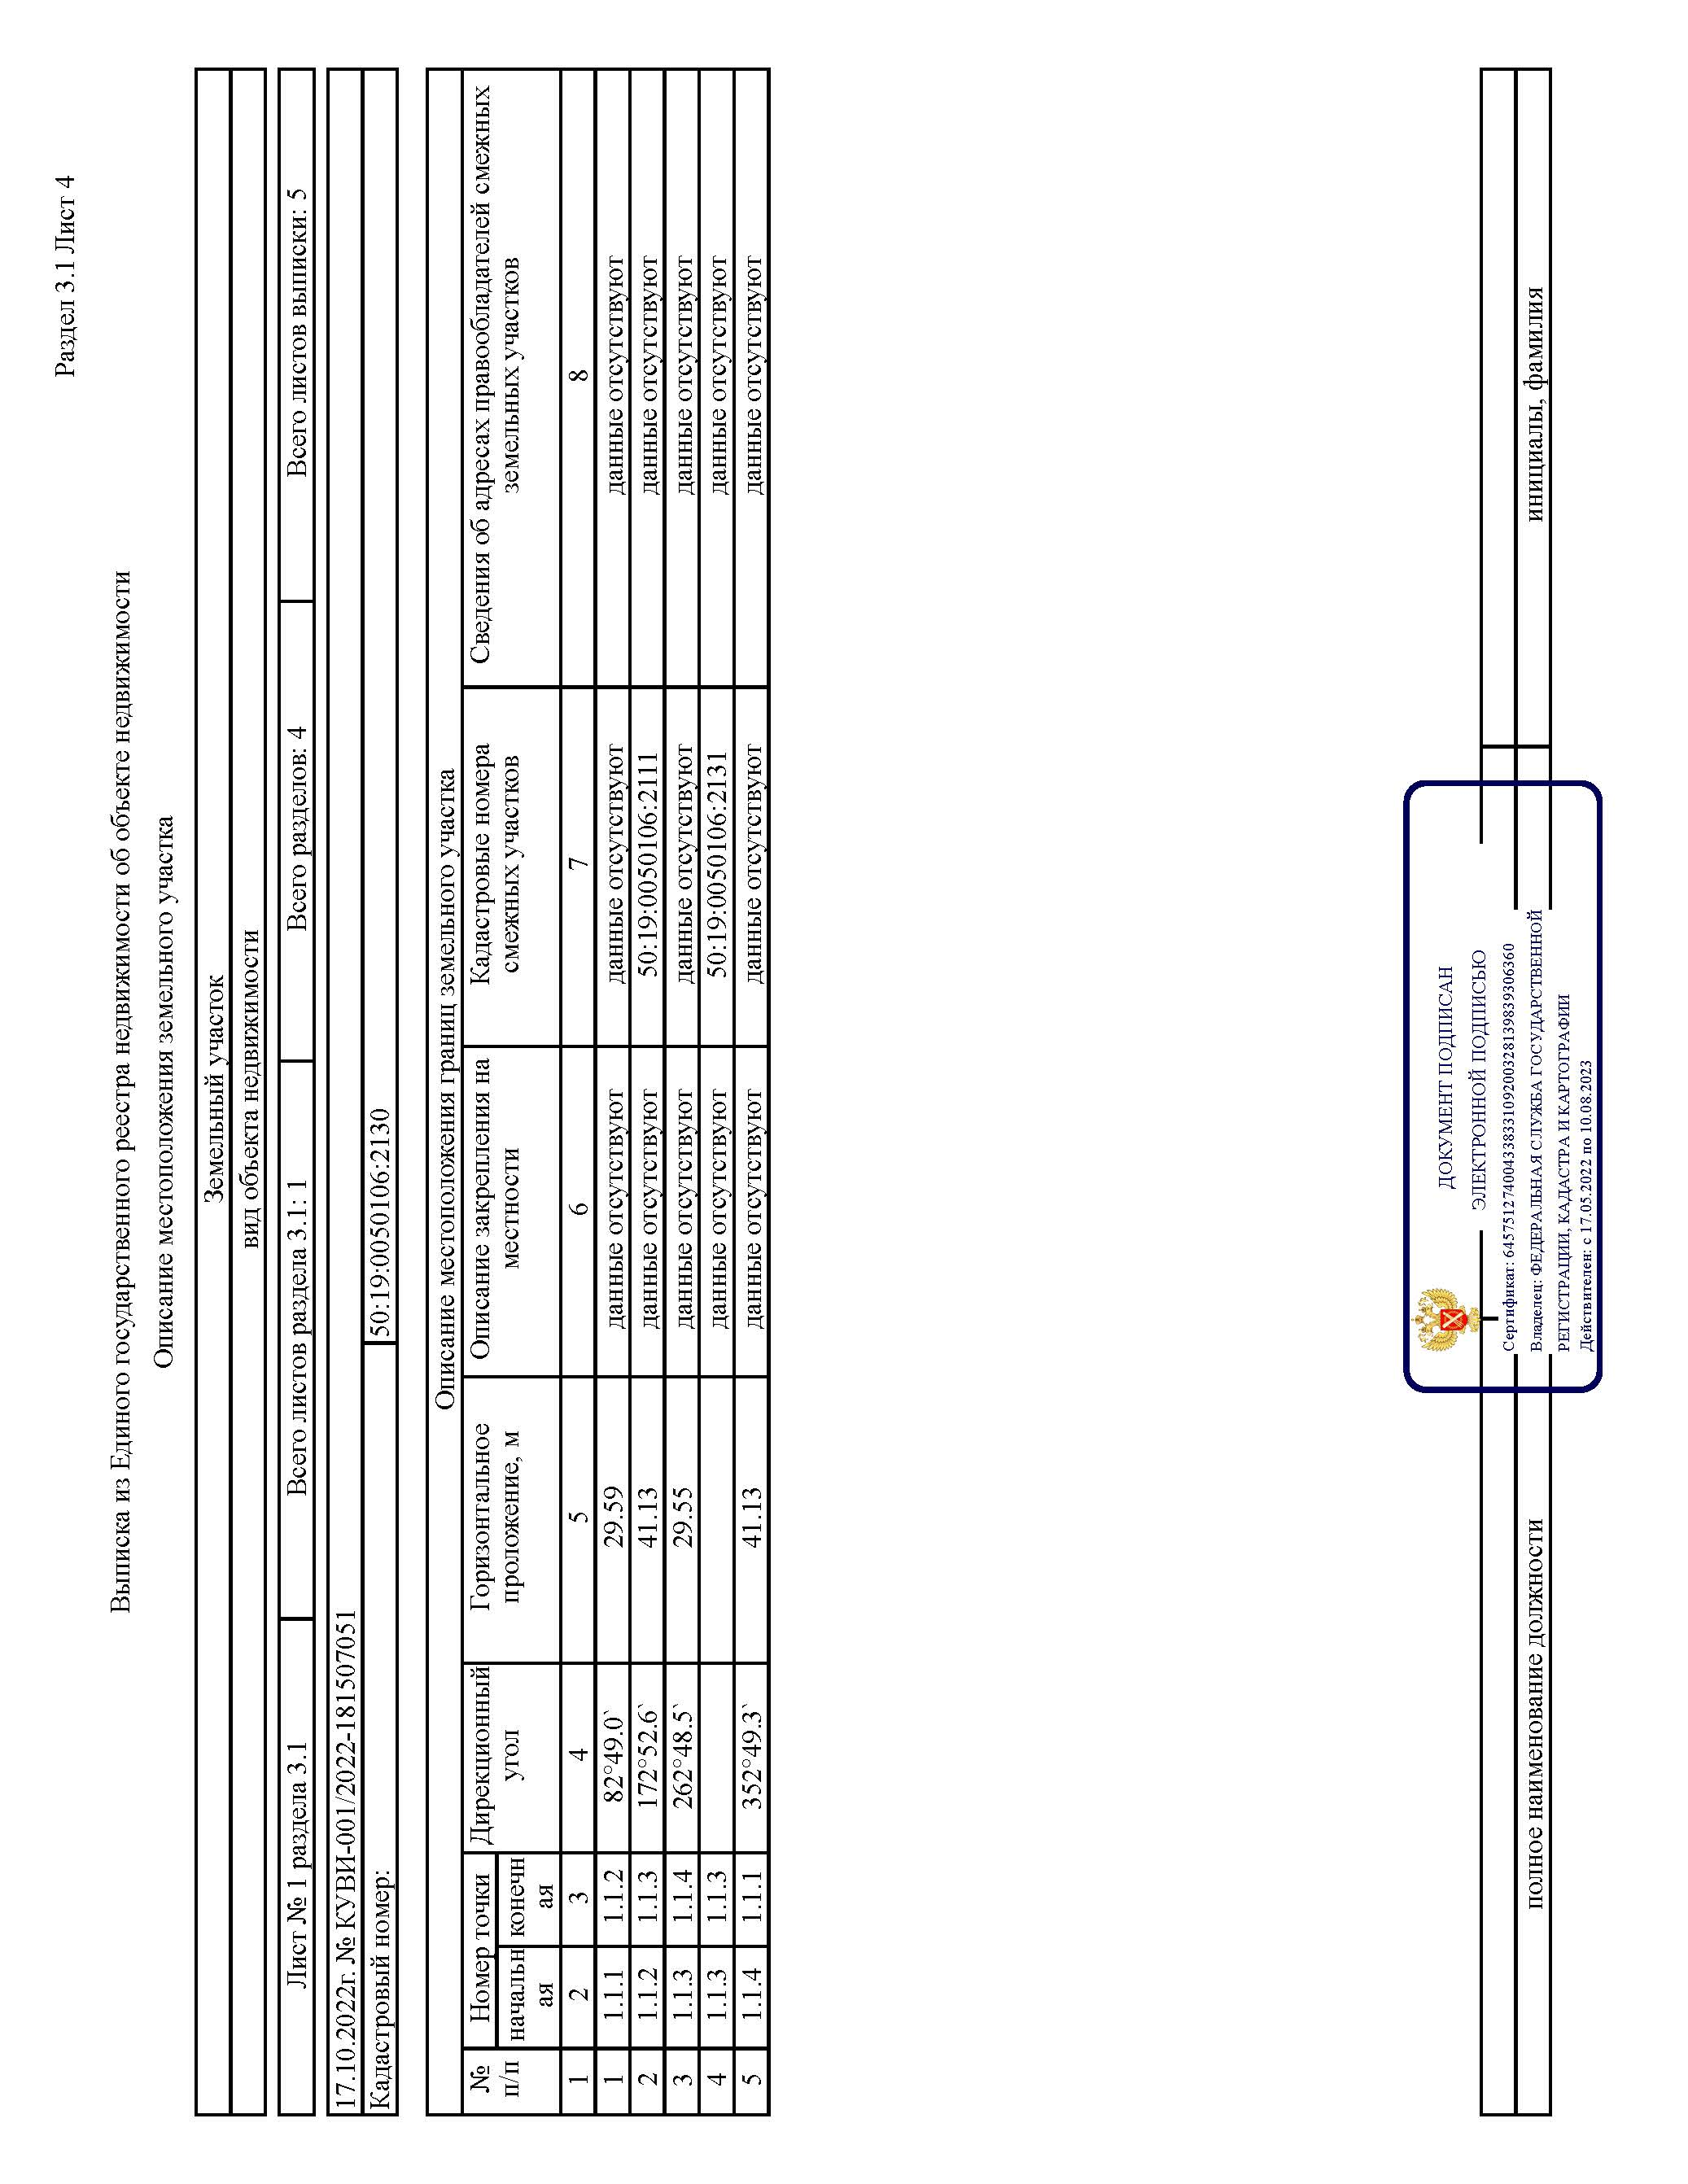 Раздел 3.1 Лист 4
Выписка из Единого государственного реестра недвижимости об объекте недвижимости
Описание местоположения земельного участка
Земельный участок
вид объекта недвижимости
Лист № 1 раздела 3.1 Всего листов раздела 3.1: 1 Всего разделов: 4 Всего листов выписки: 5
17.10.2022г. № КУВИ-001/2022-181507051
Кадастровый номер: 50:19:0050106:2130
Описание местоположения границ земельного участка
№ п/п Номер точки Дирекционный угол Горизонтальное проложение, м Описание закрепления на местности Кадастровые номера смежных участков Сведения об адресах правообладателей смежных земельных участков
начальн ая конечн ая
1 2 3 4 5 6 7 8
1 1.1.1 1.1.2 82°49.0` 29.59 данные отсутствуют данные отсутствуют данные отсутствуют
2 1.1.2 1.1.3 172°52.6` 41.13 данные отсутствуют 50:19:0050106:2111 данные отсутствуют
3 1.1.3 1.1.4 262°48.5` 29.55 данные отсутствуют данные отсутствуют данные отсутствуют
4 1.1.3 1.1.3 данные отсутствуют 50:19:0050106:2131 данные отсутствуют
5 1.1.4 1.1.1 352°49.3` 41.13 данные отсутствуют данные отсутствуют данные отсутствуют
ДОКУМЕНТ ПОДПИСАН
ЭЛЕКТРОННОЙ ПОДПИСЬЮ
Сертификат: 64575127400433833109200328139839306360
Владелец: ФЕДЕРАЛЬНАЯ СЛУЖБА ГОСУДАРСТВЕННОЙ
РЕГИСТРАЦИИ, КАДАСТРА И КАРТОГРАФИИ
Действителен: с 17.05.2022 по 10.08.2023
полное наименование должности инициалы, фамилия